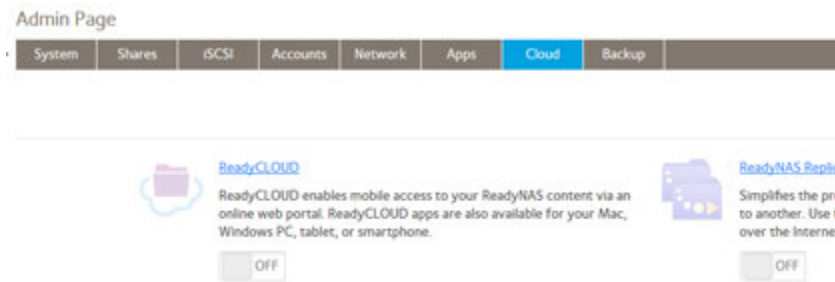 Admin Page
System Shares iSCSI Accounts Network Apps Cloud Backup
ReadyCLOUD
ReadyCLOUD enables mobile access to your ReadyNAS content via an
online web portal. ReadyCLOUD apps are also available for your Mac,
Windows PC, tablet, or smartphone.
OFF
ReadyNAS Repli
Simplifies the pr
to another. Use
over the Interne
OFF